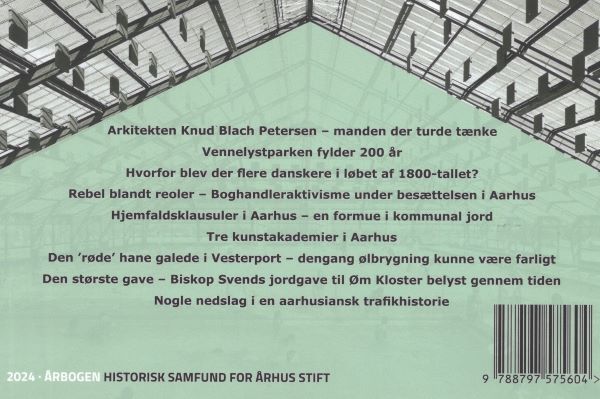 Arkitekten Knud Blach Petersen – manden der turde tænke
Vennelystparken fylder 200 år
Hvorfor blev der flere danskere i løbet af 1800-tallet?
Rebel blandt reoler – Boghandleraktivisme under besættelsen i Aarhus
Hjemfaldsklausuler i Aarhus – en formue i kommunal jord
Tre kunstakademier i Aarhus
Den ’røde’ hane galede i Vesterport – dengang ølbrygning kunne være farligt
Den største gave – Biskop Svends jordgave til Øm Kloster belyst gennem tiden
Nogle nedslag i en aarhusiansk trafikhistorie
2024 · ÅRBOGEN HISTORISK SAMFUND FOR ÅRHUS STIFT
9 788797 575604 >